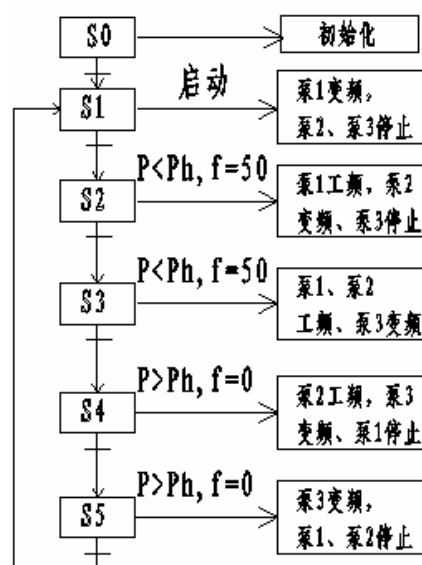 S0
初始化
S1
启动
泵1变频,
泵2、泵3停止
P<Ph, f=50
S2
泵1工频, 泵2
变频、泵3停止
P<Ph, f=50
S3
泵1、泵2
工频、泵3变频
P>Ph, f=0
S4
泵2工频, 泵3
变频、泵1停止
P>Ph, f=0
S5
泵3变频,
泵1、泵2停止